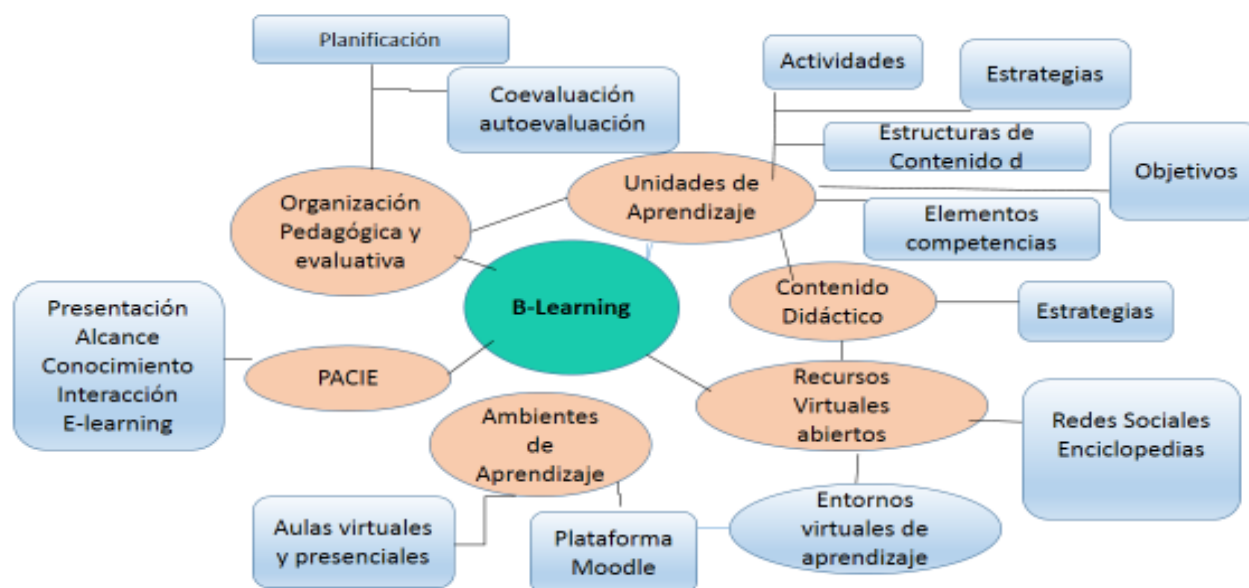 Planificación
Actividades
Estrategias
Coevaluación
autoevaluación
Estructuras de
Contenido d
Objetivos
Unidades de
Aprendizaje
Organización
Pedagógica y
evaluativa
Elementos
competencias
B-Learning
Contenido
Didáctico
Estrategias
Presentación
Alcance
Conocimiento
Interacción
E-learning
PACIE
Recursos
Virtuales
abiertos
Ambientes
de
Aprendizaje
Redes Sociales
Enciclopedias
Aulas virtuales
y presenciales
Plataforma
Moodle
Entornos
virtuales de
aprendizaje